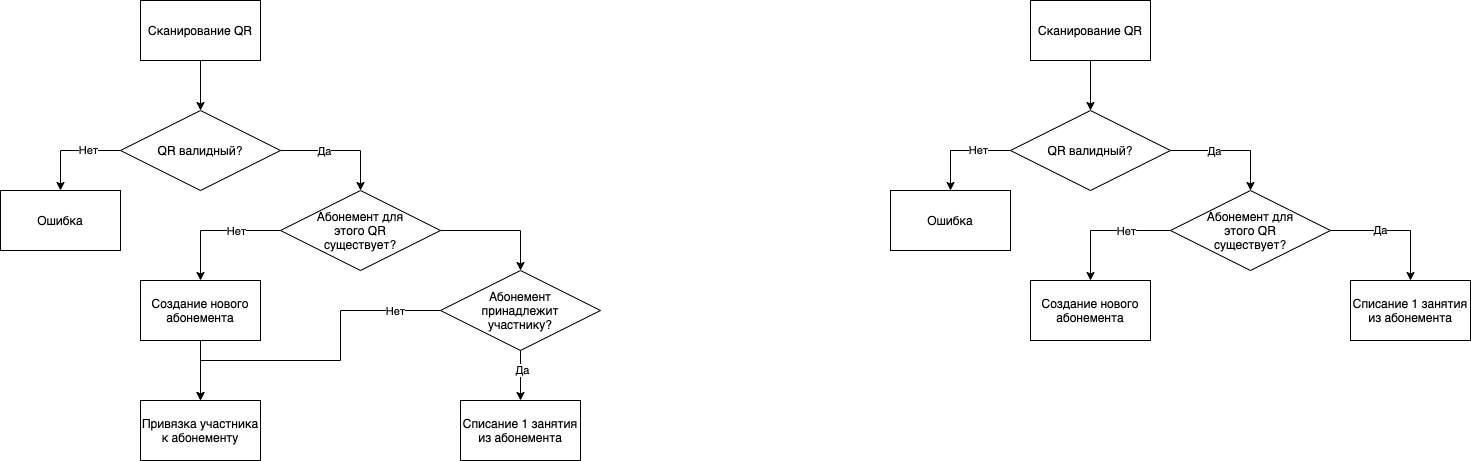 Сканирование QR
QR валидный?
Нет
Да
Ошибка
Абонемент для
этого QR
существует?
Нет
Создание нового
абонемента
Абонемент
принадлежит
участнику?
Нет
Да
Привязка участника
к абонементу
Списание 1 занятия
из абонемента
Сканирование QR
QR валидный?
Нет
Да
Ошибка
Абонемент для
этого QR
существует?
Нет
Да
Создание нового
абонемента
Списание 1 занятия
из абонемента